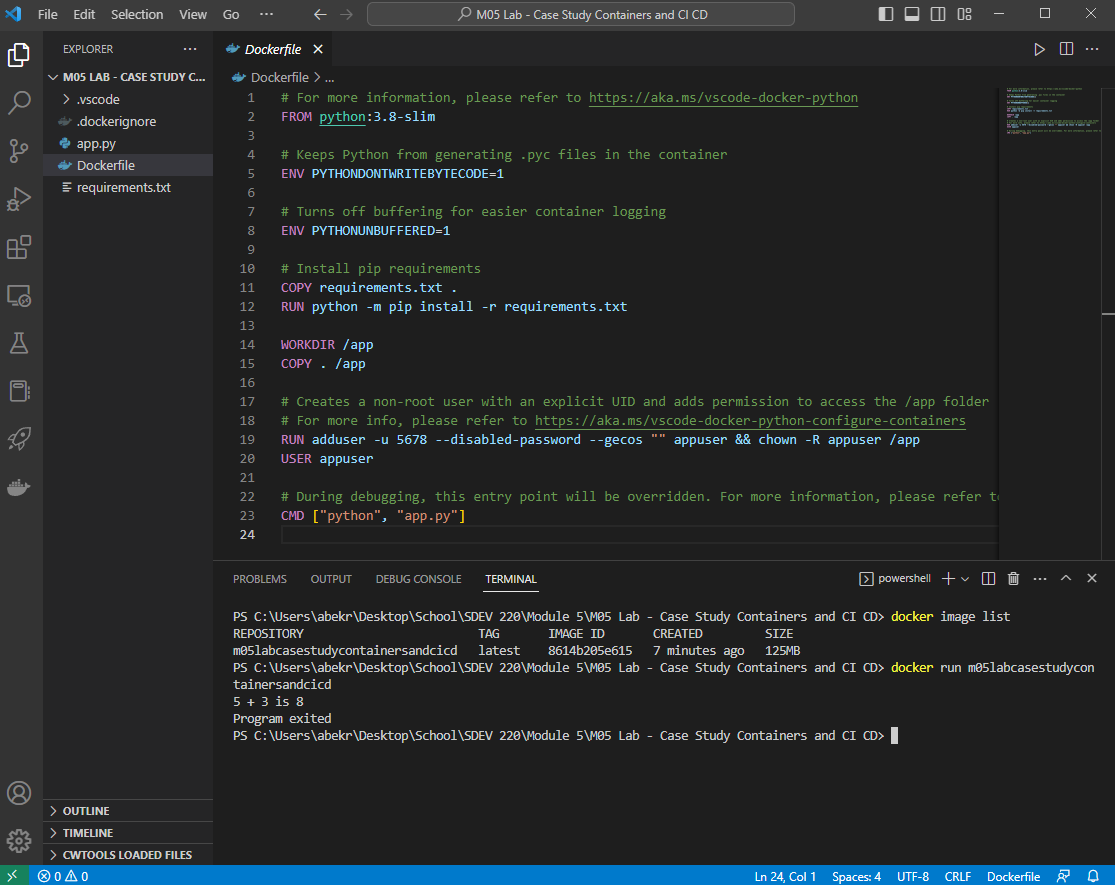 File Edit Selection View Go ··· M05 Lab - Case Study Containers and CI CD
EXPLORER ···
M05 LAB - CASE STUDY C...
.vscode
.dockerignore
app.py
Dockerfile
requirements.txt
OUTLINE
TIMELINE
CWTOOLS LOADED FILES
Dockerfile
Dockerfile > ...
1 # For more information, please refer to https://aka.ms/vscode-docker-python
2 FROM python:3.8-slim
3
4 # Keeps Python from generating .pyc files in the container
5 ENV PYTHONDONTWRITEBYTECODE=1
6
7 # Turns off buffering for easier container logging
8 ENV PYTHONUNBUFFERED=1
9
10 # Install pip requirements
11 COPY requirements.txt .
12 RUN python -m pip install -r requirements.txt
13
14 WORKDIR /app
15 COPY . /app
16
17 # Creates a non-root user with an explicit UID and adds permission to access the /app folder
18 # For more info, please refer to https://aka.ms/vscode-docker-python-configure-containers
19 RUN adduser -u 5678 --disabled-password --gecos "" appuser && chown -R appuser /app
20 USER appuser
21
22 # During debugging, this entry point will be overridden. For more information, please refer to
23 CMD ["python", "app.py"]
24
PROBLEMS OUTPUT DEBUG CONSOLE TERMINAL powershell
PS C:\Users\abekr\Desktop\School\SDEV 220\Module 5\M05 Lab - Case Study Containers and CI CD> docker image list
REPOSITORY TAG IMAGE ID CREATED SIZE
m05labcasestudycontainersandcicd latest 8614b205e615 7 minutes ago 125MB
PS C:\Users\abekr\Desktop\School\SDEV 220\Module 5\M05 Lab - Case Study Containers and CI CD> docker run m05labcasestudycon
tainersandcicd
5 + 3 is 8
Program exited
PS C:\Users\abekr\Desktop\School\SDEV 220\Module 5\M05 Lab - Case Study Containers and CI CD>
0 0 Ln 24, Col 1 Spaces: 4 UTF-8 CRLF Dockerfile